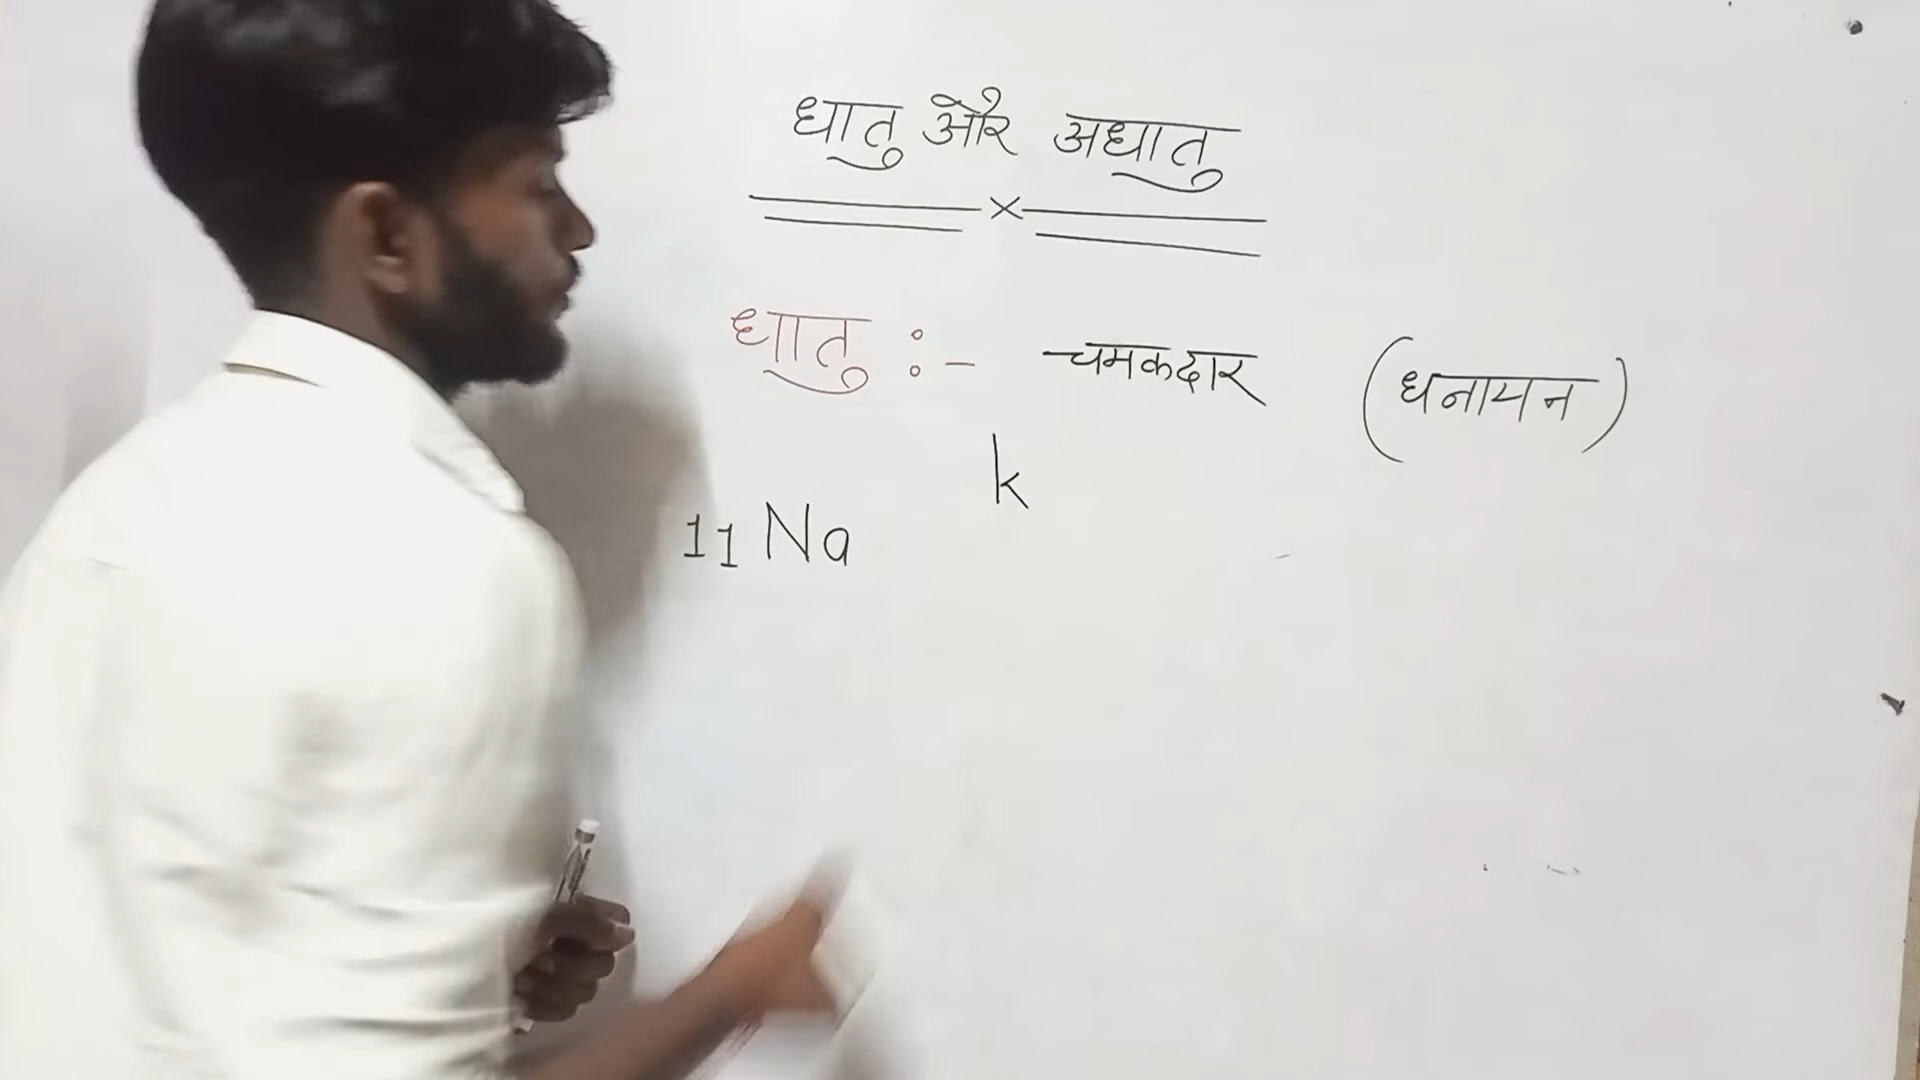 धातु और अधातु
धातु :- चमकदार (धनायन)
k
11 Na